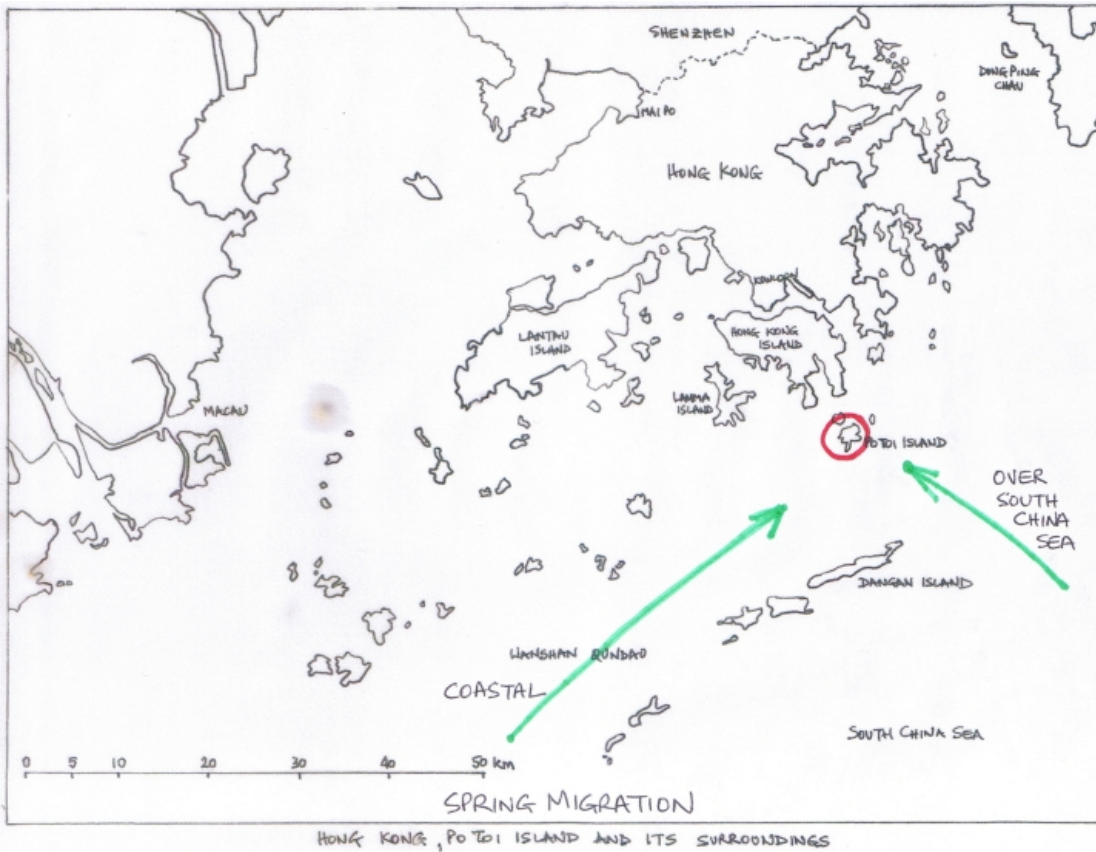 SHENZHEN
DONGPING
CHAU
MAI PO
HONG KONG
KOWLOON
LANTAU
ISLAND
HONG KONG
ISLAND
LAMMA
ISLAND
MACAU
PO TOI ISLAND
OVER
SOUTH
CHINA
SEA
DANGAN ISLAND
WANSHAN QUNDAO
COASTAL
SOUTH CHINA SEA
0 5 10 20 30 40 50 km
SPRING MIGRATION
HONG KONG, PO TOI ISLAND AND ITS SURROUNDINGS